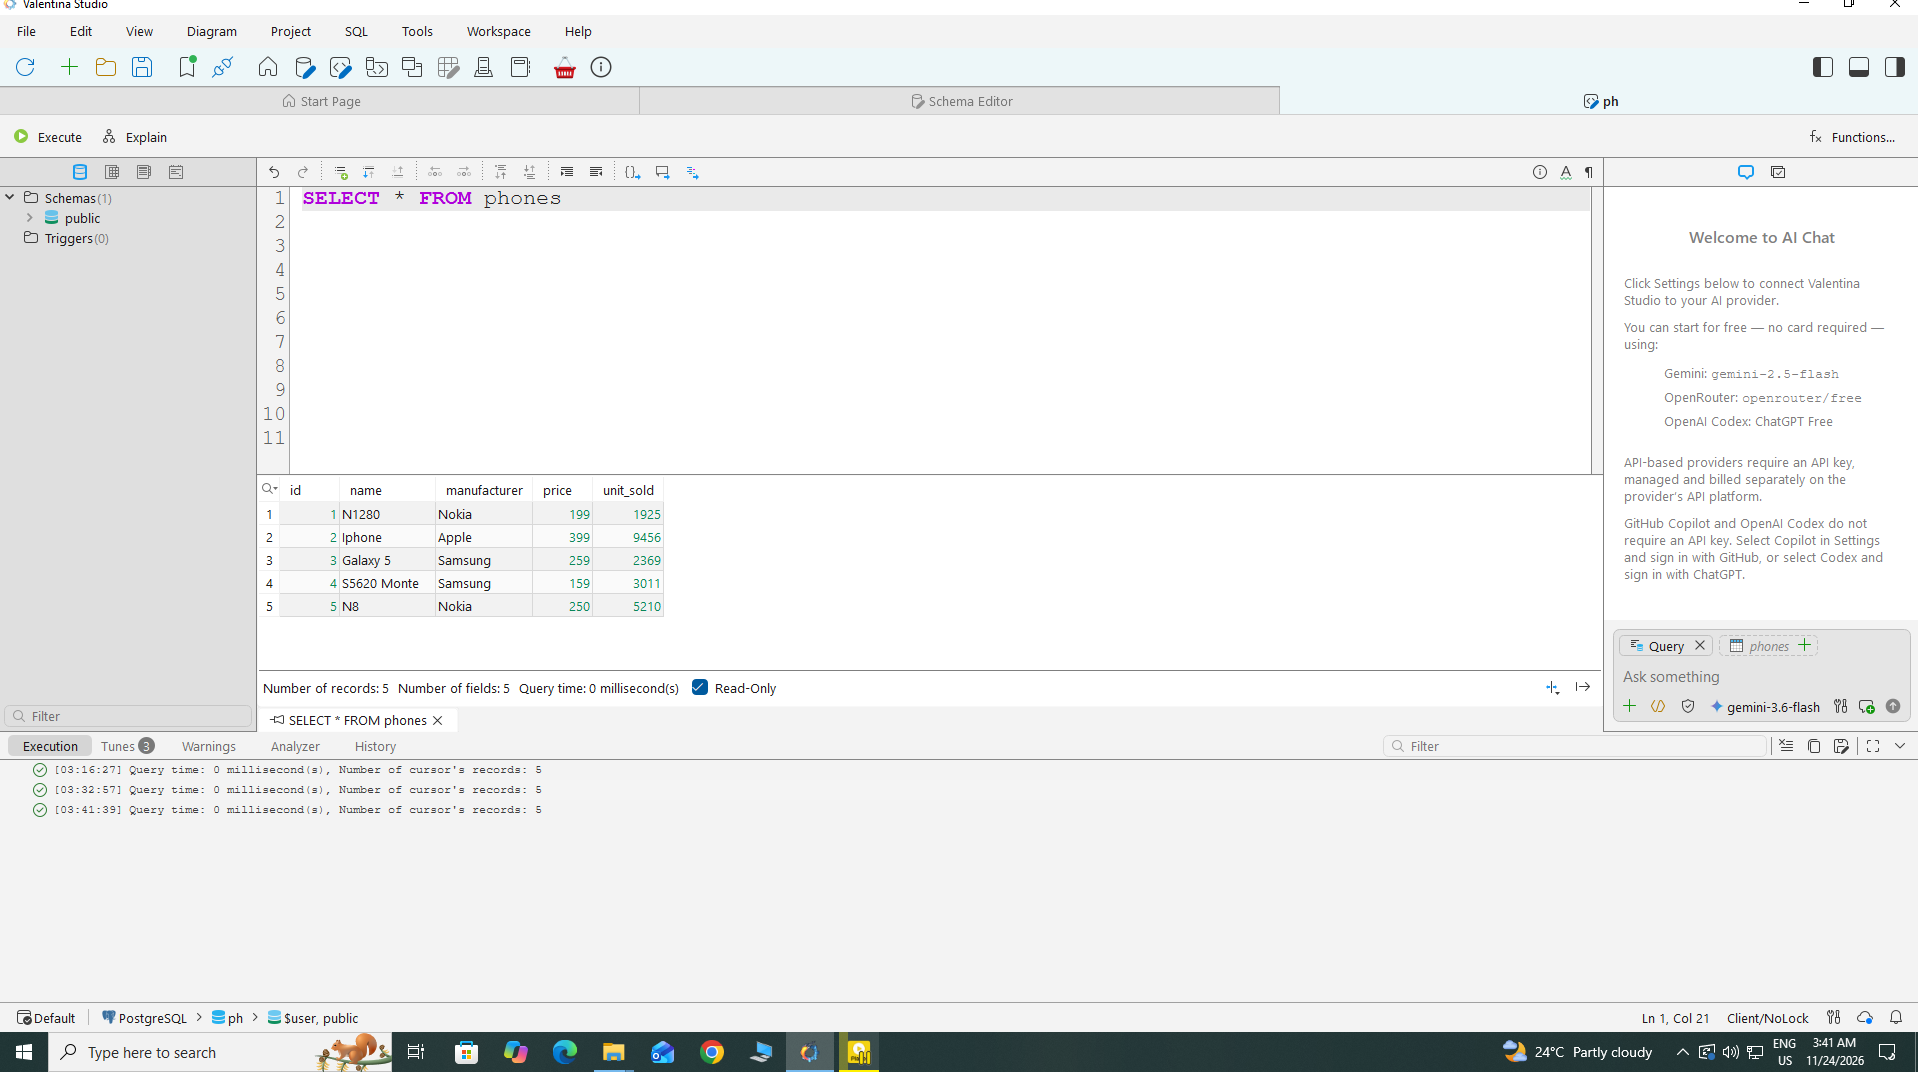 Valentina Studio
File Edit View Diagram Project SQL Tools Workspace Help
Start Page Schema Editor ph
Execute Explain Functions...
Schemas(1)
public
Triggers(0)
Filter
1 SELECT * FROM phones
2
3
4
5
6
7
8
9
10
11
id name manufacturer price unit_sold
1 1 N1280 Nokia 199 1925
2 2 Iphone Apple 399 9456
3 3 Galaxy 5 Samsung 259 2369
4 4 S5620 Monte Samsung 159 3011
5 5 N8 Nokia 250 5210
Number of records: 5 Number of fields: 5 Query time: 0 millisecond(s) Read-Only
SELECT * FROM phones
Welcome to AI Chat
Click Settings below to connect Valentina
Studio to your AI provider.
You can start for free — no card required —
using:
Gemini: gemini-2.5-flash
OpenRouter: openrouter/free
OpenAI Codex: ChatGPT Free
API-based providers require an API key,
managed and billed separately on the
provider's API platform.
GitHub Copilot and OpenAI Codex do not
require an API key. Select Copilot in Settings
and sign in with GitHub, or select Codex and
sign in with ChatGPT.
Query phones
Ask something
gemini-3.6-flash
Execution Tunes 3 Warnings Analyzer History Filter
[03:16:27] Query time: 0 millisecond(s), Number of cursor's records: 5
[03:32:57] Query time: 0 millisecond(s), Number of cursor's records: 5
[03:41:39] Query time: 0 millisecond(s), Number of cursor's records: 5
Default PostgreSQL ph $user, public Ln 1, Col 21 Client/NoLock
Type here to search 24°C Partly cloudy ENG US 3:41 AM 11/24/2026